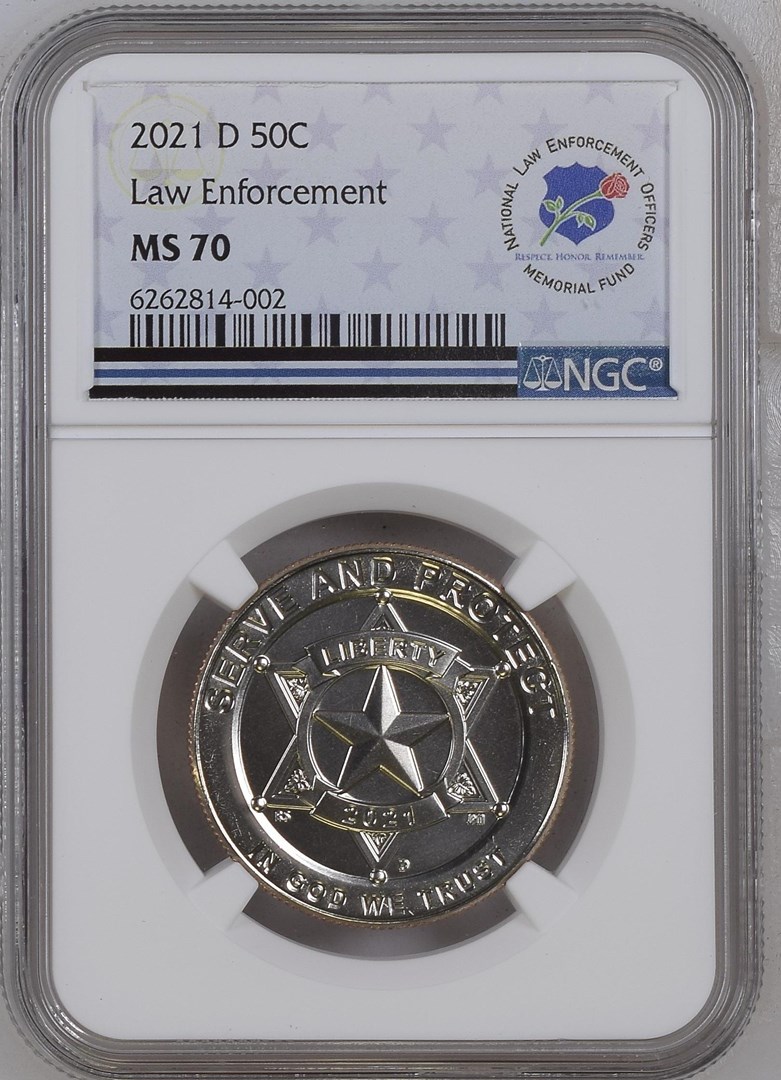 2021 D 50C
Law Enforcement
MS 70
6262814-002
NATIONAL LAW ENFORCEMENT OFFICERS
RESPECT. HONOR. REMEMBER.
MEMORIAL FUND
NGC®
SERVE AND PROTECT
LIBERTY
2021
D
IN GOD WE TRUST